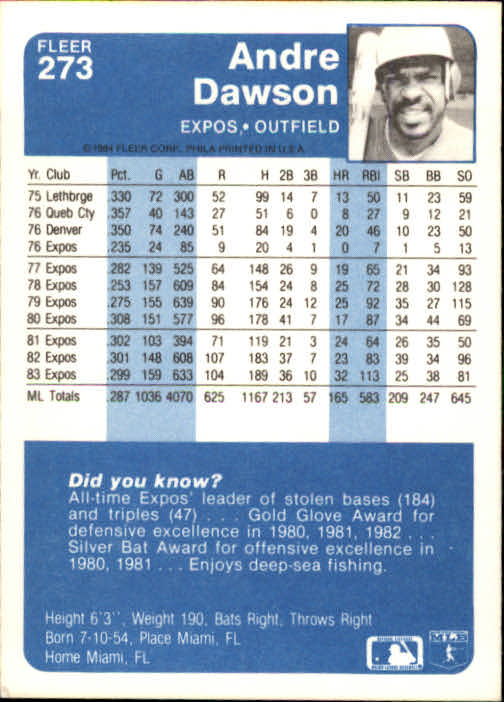 FLEER
273
Andre
Dawson
EXPOS,• OUTFIELD
© 1984 FLEER CORP. PHILA PRINTED IN U.S.A.
Yr. Club Pct. G AB R H 2B 3B HR RBI SB BB SO
75 Lethbrge .330 72 300 52 99 14 7 13 50 11 23 59
76 Queb Cty .357 40 143 27 51 6 0 8 27 9 12 21
76 Denver .350 74 240 51 84 19 4 20 46 10 23 50
76 Expos .235 24 85 9 20 4 1 0 7 1 5 13
77 Expos .282 139 525 64 148 26 9 19 65 21 34 93
78 Expos .253 157 609 84 154 24 8 25 72 28 30 128
79 Expos .275 155 639 90 176 24 12 25 92 35 27 115
80 Expos .308 151 577 96 178 41 7 17 87 34 44 69
81 Expos .302 103 394 71 119 21 3 24 64 26 35 50
82 Expos .301 148 608 107 183 37 7 23 83 39 34 96
83 Expos .299 159 633 104 189 36 10 32 113 25 38 81
ML Totals .287 1036 4070 625 1167 213 57 165 583 209 247 645
Did you know?
All-time Expos' leader of stolen bases (184)
and triples (47) . . . Gold Glove Award for
defensive excellence in 1980, 1981, 1982 . . .
Silver Bat Award for offensive excellence in
1980, 1981 . . . Enjoys deep-sea fishing.
Height 6'3'', Weight 190, Bats Right, Throws Right
Born 7-10-54, Place Miami, FL
Home Miami, FL